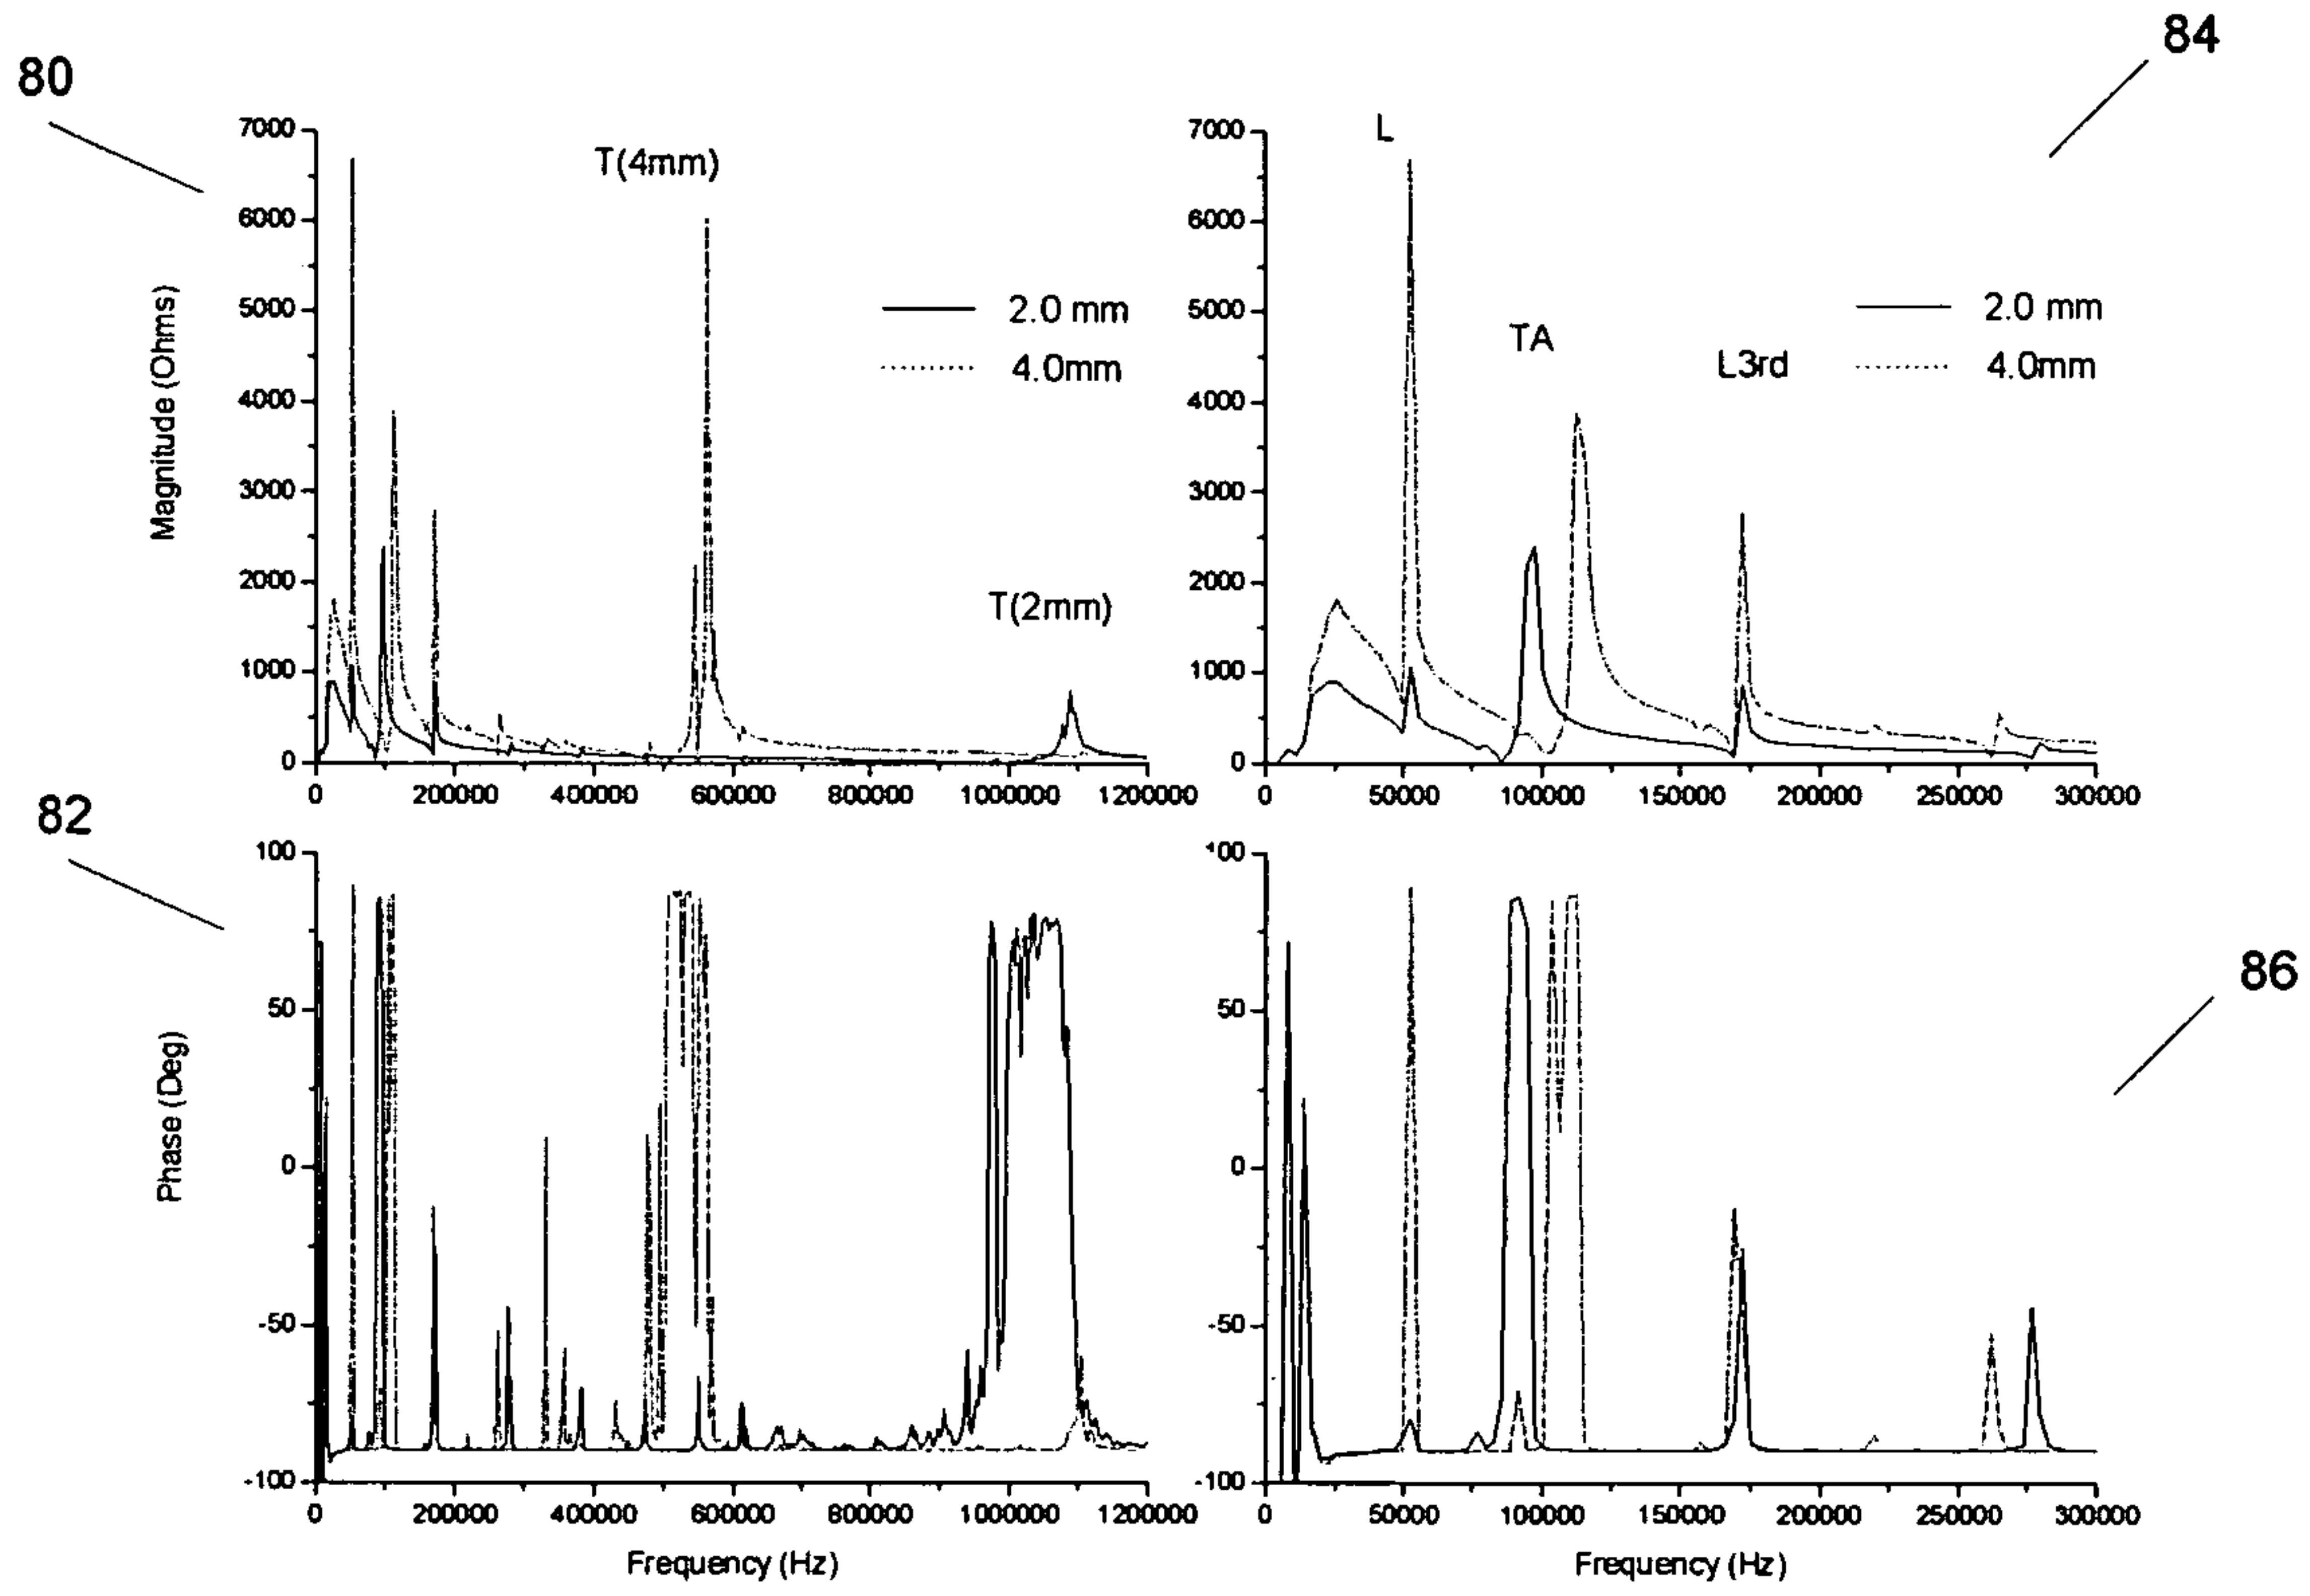 80
84
7000
6000
5000
4000
3000
2000
1000
0
Magnitude (Ohms)
T(4mm)
2.0 mm
4.0mm
T(2mm)
0 200000 400000 600000 800000 1000000 1200000
7000
6000
5000
4000
3000
2000
1000
0
L
TA
L3rd
2.0 mm
4.0mm
0 50000 100000 150000 200000 250000 300000
82
86
100
50
0
-50
-100
Phase (Deg)
0 200000 400000 600000 800000 1000000 1200000
Frequency (Hz)
100
50
0
-50
-100
0 50000 100000 150000 200000 250000 300000
Frequency (Hz)